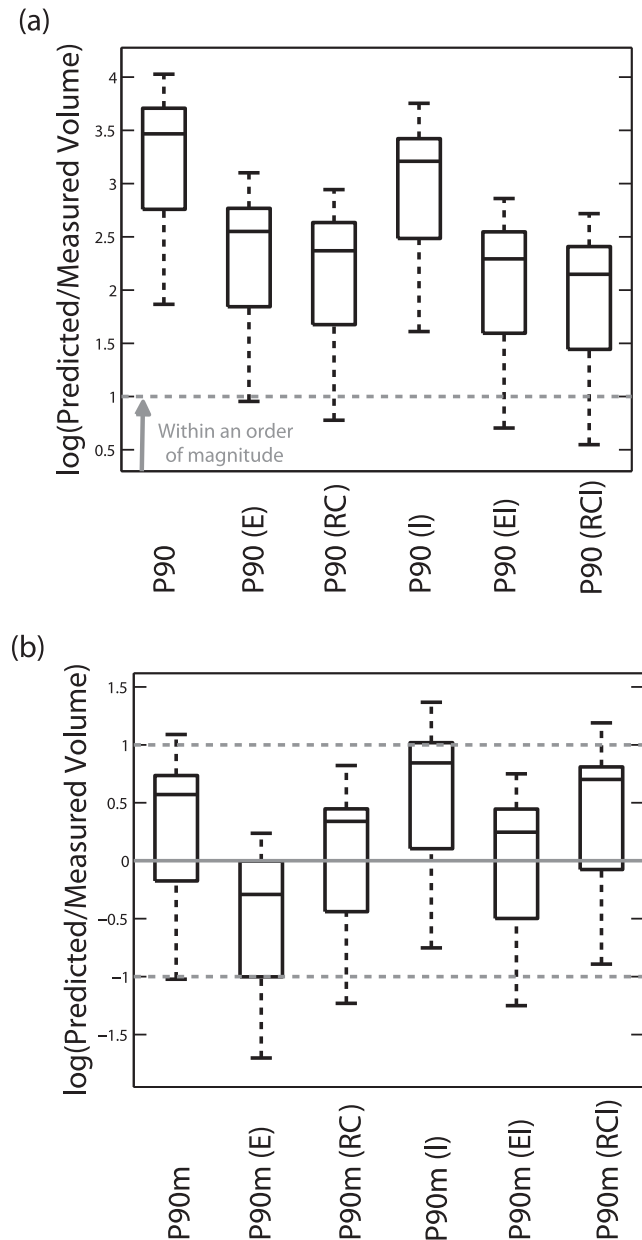 (a)
log(Predicted/Measured Volume)
4
3.5
3
2.5
2
1.5
1
0.5
Within an order
of magnitude
P90
P90 (E)
P90 (RC)
P90 (I)
P90 (EI)
P90 (RCI)
(b)
log(Predicted/Measured Volume)
1.5
1
0.5
0
−0.5
−1
−1.5
P90m
P90m (E)
P90m (RC)
P90m (I)
P90m (EI)
P90m (RCI)